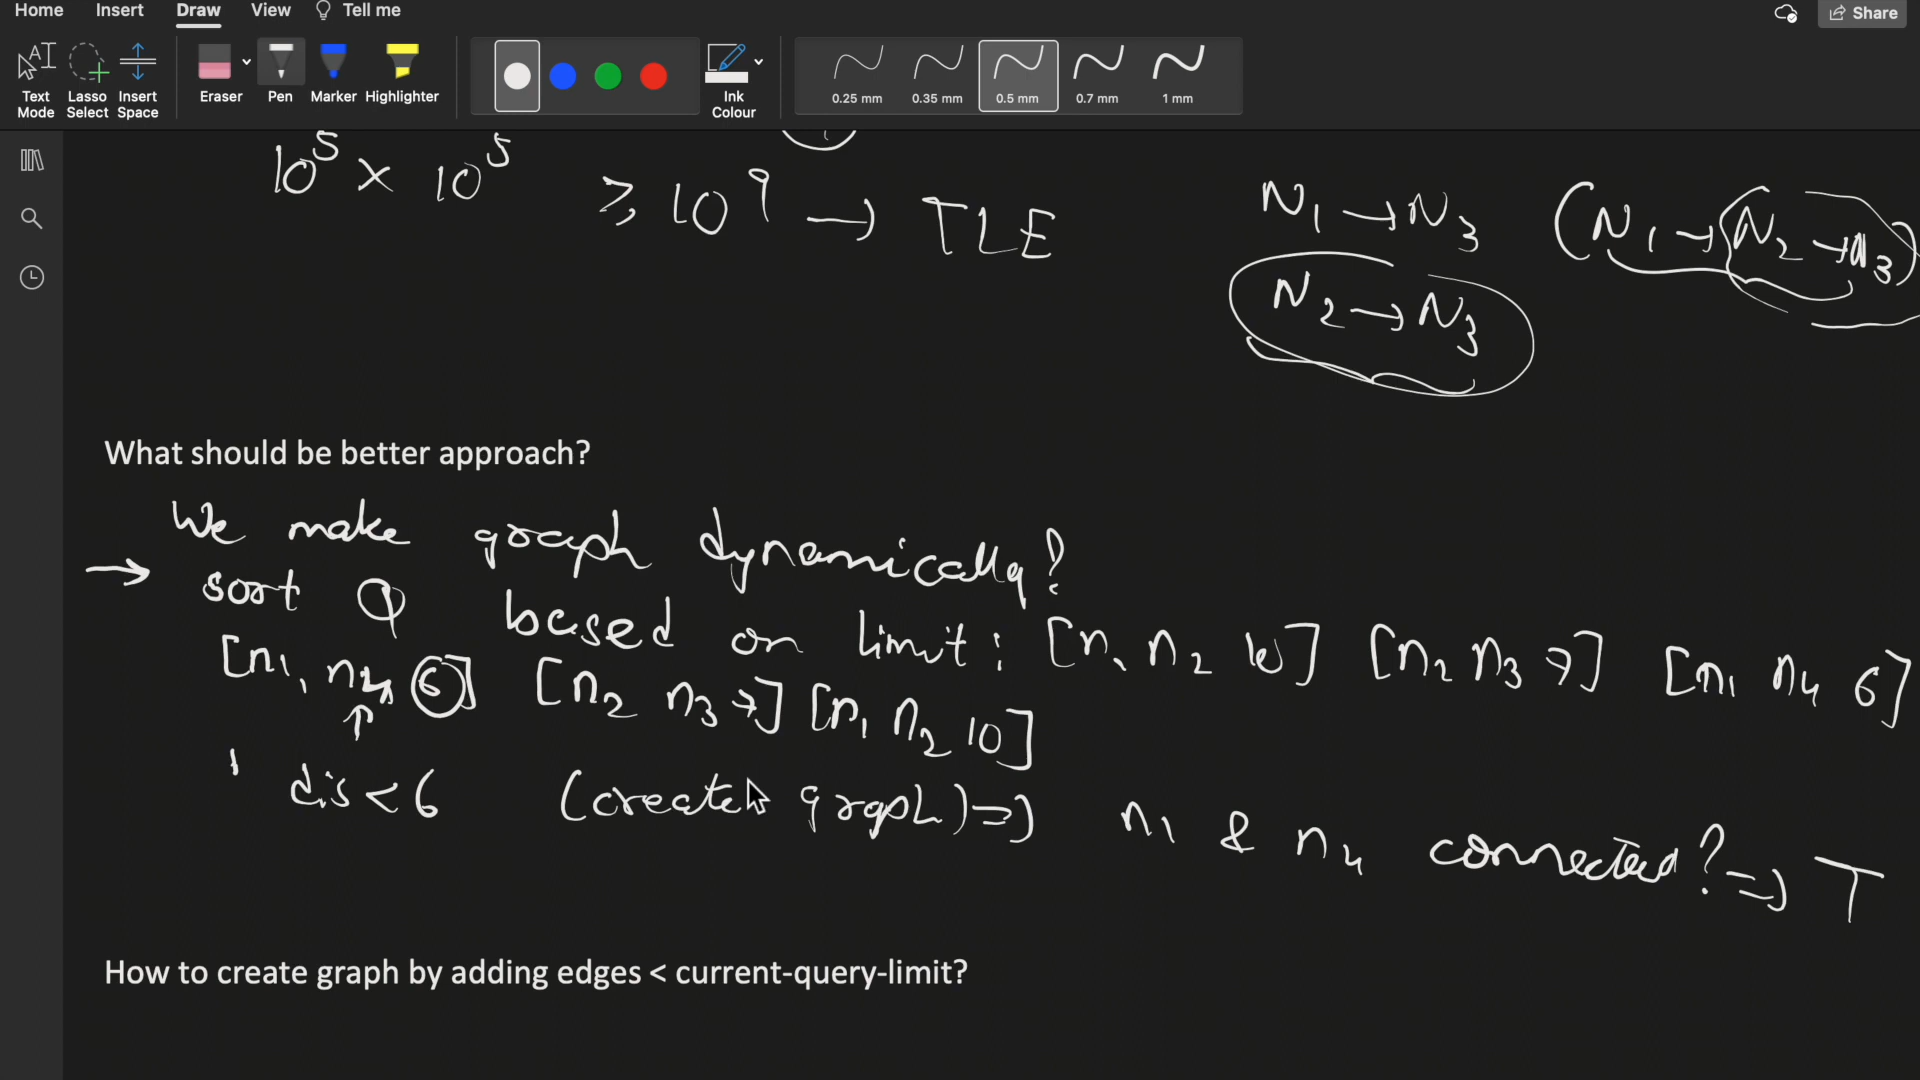 Home Insert Draw View Tell me Share
Text Mode Lasso Select Insert Space Eraser Pen Marker Highlighter Ink Colour 0.25 mm 0.35 mm 0.5 mm 0.7 mm 1 mm
10^5 × 10^5 ≥ 10^9 → TLE
N1 → N3 (N1 → N2 → N3)
N2 → N3
What should be better approach?
We make graph dynamically?
→ sort Q based on limit : [n1 n2 10] [n2 n3 7] [n1 n4 6]
[n1, n4, 6] [n2 n3 7] [n1 n2 10]
dis < 6 (create graph) => n1 & n4 connected? => T
How to create graph by adding edges < current-query-limit?